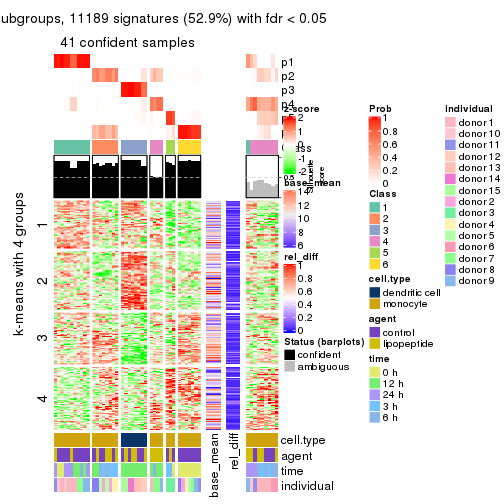 ubgroups, 11189 signatures (52.9%) with fdr < 0.05
41 confident samples
p1
p2
p3
p4
p5
z-score
2
1
0
-1
-2
Silhouette
score
0.5
base_mean
14
12
10
8
6
rel_diff
1
0.8
0.6
0.4
0.2
0
Status (barplots)
confident
ambiguous
k-means with 4 groups
1
2
3
4
base_mean
rel_diff
cell.type
agent
time
individual
Prob
1
0.8
0.6
0.4
0.2
0
Class
1
2
3
4
5
6
cell.type
dendritic cell
monocyte
agent
control
lipopeptide
time
0 h
12 h
24 h
3 h
6 h
individual
donor 1
donor 10
donor 11
donor 12
donor 13
donor 14
donor 15
donor 2
donor 3
donor 4
donor 5
donor 6
donor 7
donor 8
donor 9